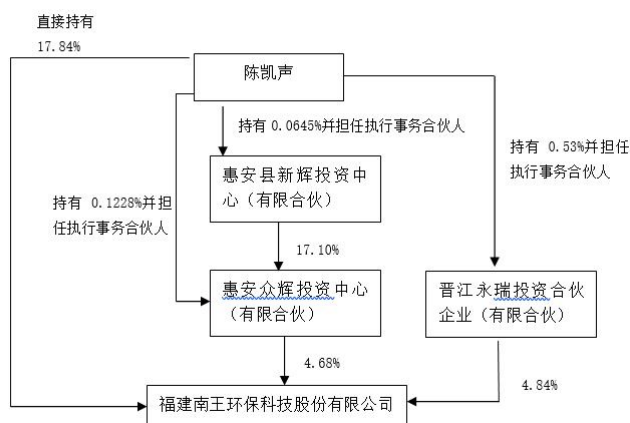 直接持有
17.84%
陈凯声
持有 0.0645%并担任执行事务合伙人
持有 0.53%并担任
执行事务合伙人
惠安县新辉投资中
心（有限合伙）
持有 0.1228%并担
任执行事务合伙人
17.10%
惠安众辉投资中心
（有限合伙）
晋江永瑞投资合伙
企业（有限合伙）
4.68%
4.84%
福建南王环保科技股份有限公司